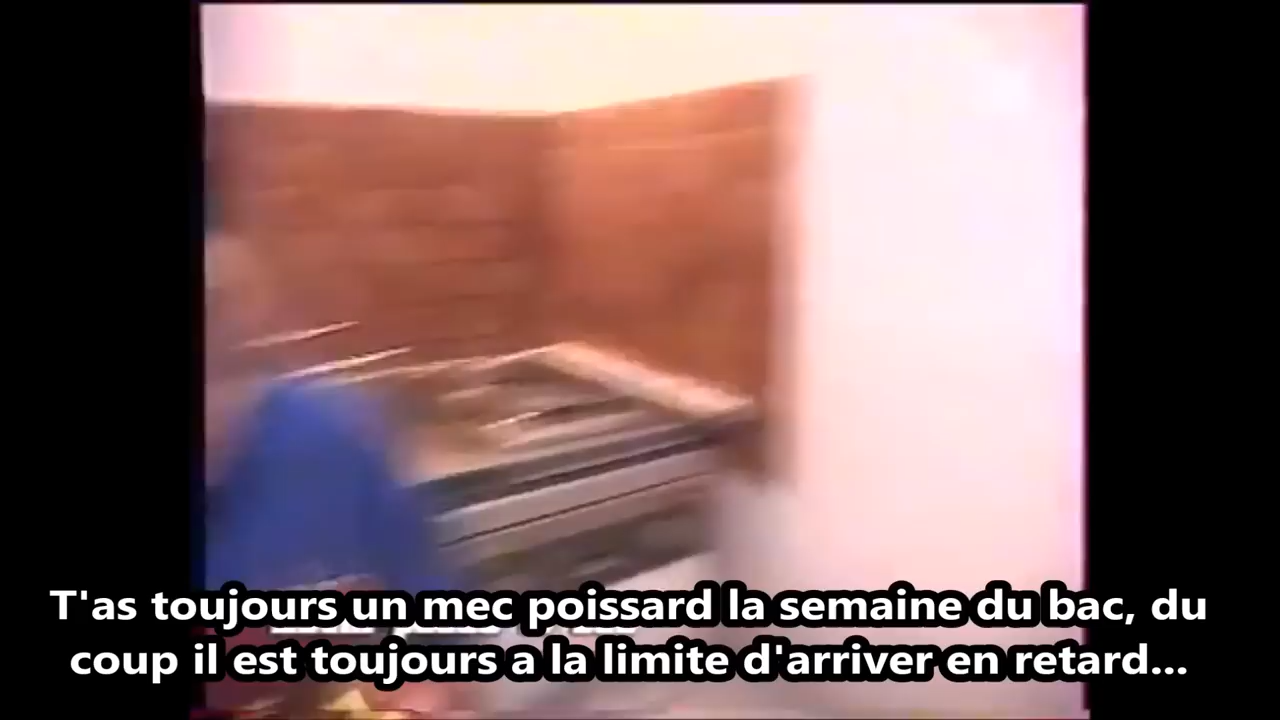 T'as toujours un mec poissard la semaine du bac, du
coup il est toujours a la limite d'arriver en retard...